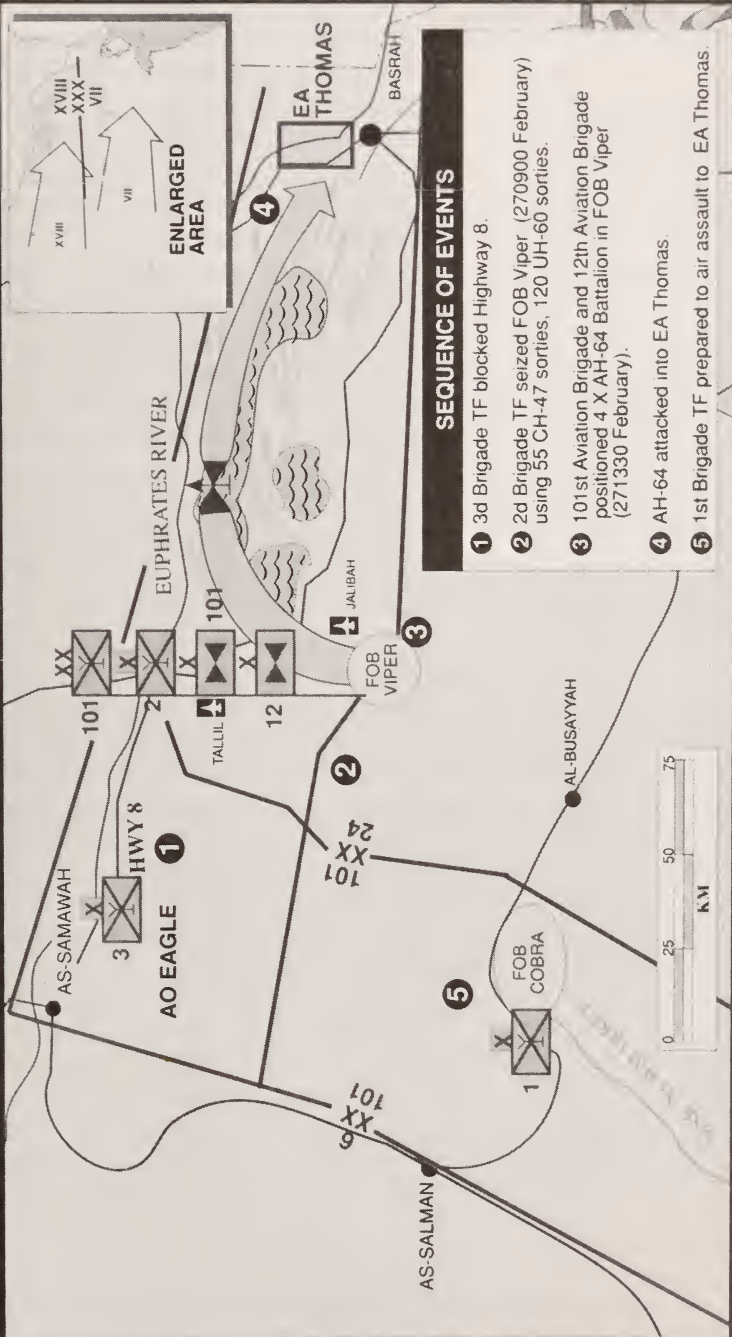 XVIII
XVIII
XXX
VII
VII
ENLARGED
AREA
AS-SAMAWAH
X
3
HWY 8
1
AO EAGLE
XX
101
X
2
X
101
TALLIL
X
12
EUPHRATES RIVER
EA
THOMAS
4
BASRAH
JALIBAH
FOB
VIPER
3
2
101
XX
24
6
XX
101
AS-SALMAN
5
X
1
FOB
COBRA
AL-BUSAYYAH
0
25
50
75
KM
SEQUENCE OF EVENTS
1 3d Brigade TF blocked Highway 8.
2 2d Brigade TF seized FOB Viper (270900 February)
using 55 CH-47 sorties, 120 UH-60 sorties.
3 101st Aviation Brigade and 12th Aviation Brigade
positioned 4 X AH-64 Battalion in FOB Viper
(271330 February).
4 AH-64 attacked into EA Thomas.
5 1st Brigade TF prepared to air assault to EA Thomas.